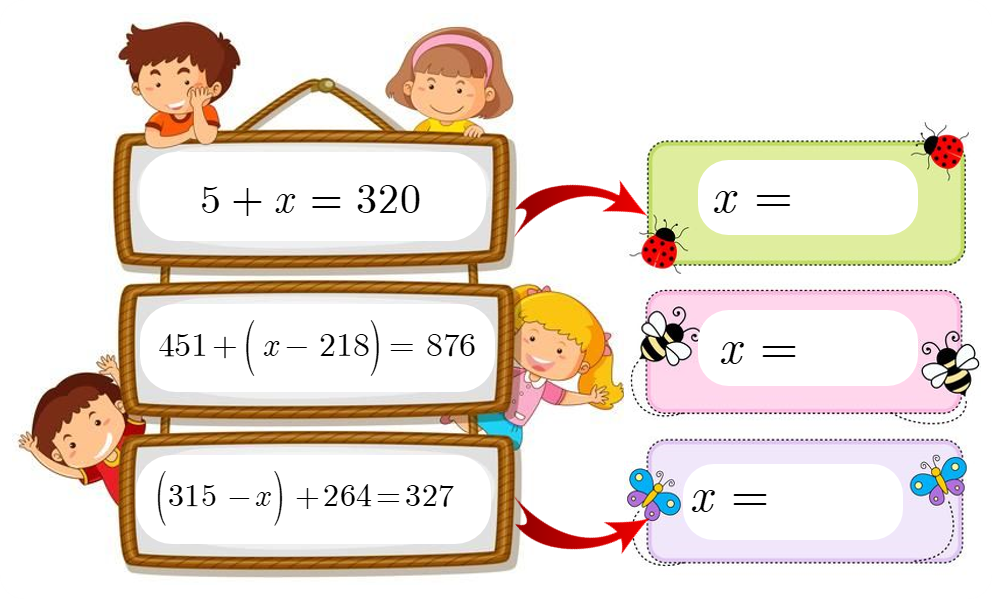 5 + x = 320
x =
451 + ( x − 218) = 876
x =
(315 − x) + 264 = 327
x =